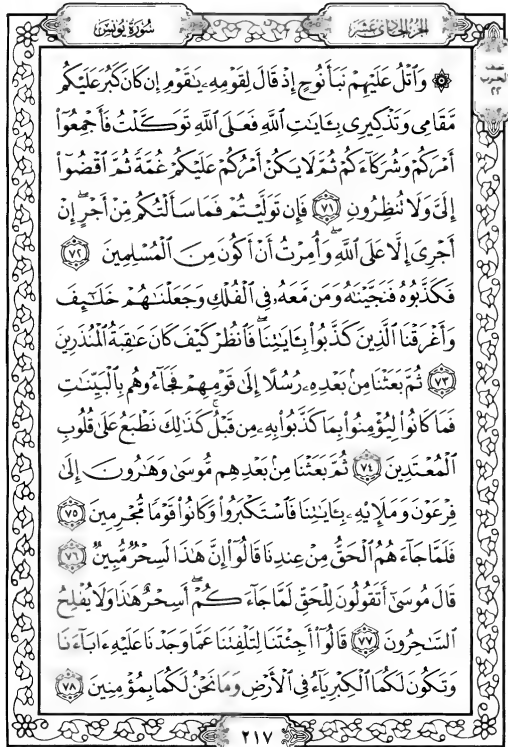 سُورَةُ يُونُسَ
الجُزْءُ الحَادِي عَشَرَ
نصف
الحزب
٢٢
۞ وَٱتْلُ عَلَيْهِمْ نَبَأَ نُوحٍ إِذْ قَالَ لِقَوْمِهِۦ يَٰقَوْمِ إِن كَانَ كَبُرَ عَلَيْكُم
مَّقَامِى وَتَذْكِيرِى بِـَٔايَٰتِ ٱللَّهِ فَعَلَى ٱللَّهِ تَوَكَّلْتُ فَأَجْمِعُوٓا۟
أَمْرَكُمْ وَشُرَكَآءَكُمْ ثُمَّ لَا يَكُنْ أَمْرُكُمْ عَلَيْكُمْ غُمَّةً ثُمَّ ٱقْضُوٓا۟
إِلَىَّ وَلَا تُنظِرُونِ ٧١ فَإِن تَوَلَّيْتُمْ فَمَا سَأَلْتُكُم مِّنْ أَجْرٍ ۖ إِنْ
أَجْرِىَ إِلَّا عَلَى ٱللَّهِ ۖ وَأُمِرْتُ أَنْ أَكُونَ مِنَ ٱلْمُسْلِمِينَ ٧٢
فَكَذَّبُوهُ فَنَجَّيْنَٰهُ وَمَن مَّعَهُۥ فِى ٱلْفُلْكِ وَجَعَلْنَٰهُمْ خَلَٰٓئِفَ
وَأَغْرَقْنَا ٱلَّذِينَ كَذَّبُوا۟ بِـَٔايَٰتِنَا ۖ فَٱنظُرْ كَيْفَ كَانَ عَٰقِبَةُ ٱلْمُنذَرِينَ
٧٣ ثُمَّ بَعَثْنَا مِنۢ بَعْدِهِۦ رُسُلًا إِلَىٰ قَوْمِهِمْ فَجَآءُوهُم بِٱلْبَيِّنَٰتِ
فَمَا كَانُوا۟ لِيُؤْمِنُوا۟ بِمَا كَذَّبُوا۟ بِهِۦ مِن قَبْلُ ۚ كَذَٰلِكَ نَطْبَعُ عَلَىٰ قُلُوبِ
ٱلْمُعْتَدِينَ ٧٤ ثُمَّ بَعَثْنَا مِنۢ بَعْدِهِم مُّوسَىٰ وَهَٰرُونَ إِلَىٰ
فِرْعَوْنَ وَمَلَإِي۟هِۦ بِـَٔايَٰتِنَا فَٱسْتَكْبَرُوا۟ وَكَانُوا۟ قَوْمًا مُّجْرِمِينَ ٧٥
فَلَمَّا جَآءَهُمُ ٱلْحَقُّ مِنْ عِندِنَا قَالُوٓا۟ إِنَّ هَٰذَا لَسِحْرٌ مُّبِينٌ ٧٦
قَالَ مُوسَىٰٓ أَتَقُولُونَ لِلْحَقِّ لَمَّا جَآءَكُمْ ۖ أَسِحْرٌ هَٰذَا وَلَا يُفْلِحُ
ٱلسَّٰحِرُونَ ٧٧ قَالُوٓا۟ أَجِئْتَنَا لِتَلْفِتَنَا عَمَّا وَجَدْنَا عَلَيْهِ ءَابَآءَنَا
وَتَكُونَ لَكُمَا ٱلْكِبْرِيَآءُ فِى ٱلْأَرْضِ وَمَا نَحْنُ لَكُمَا بِمُؤْمِنِينَ ٧٨
٢١٧